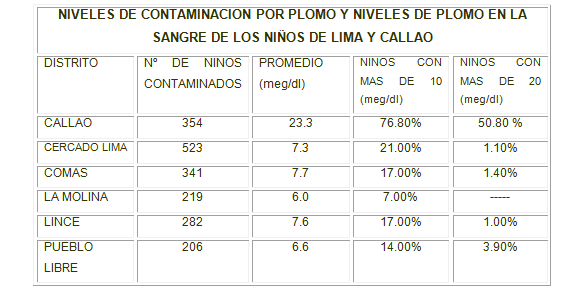 NIVELES DE CONTAMINACION POR PLOMO Y NIVELES DE PLOMO EN LA
SANGRE DE LOS NIÑOS DE LIMA Y CALLAO
DISTRITO | Nº DE NINOS CONTAMINADOS | PROMEDIO (meg/dl) | NINOS CON MAS DE 10 (meg/dl) | NINOS CON MAS DE 20 (meg/dl)
CALLAO | 354 | 23.3 | 76.80% | 50.80 %
CERCADO LIMA | 523 | 7.3 | 21.00% | 1.10%
COMAS | 341 | 7.7 | 17.00% | 1.40%
LA MOLINA | 219 | 6.0 | 7.00% | -----
LINCE | 282 | 7.6 | 17.00% | 1.00%
PUEBLO LIBRE | 206 | 6.6 | 14.00% | 3.90%